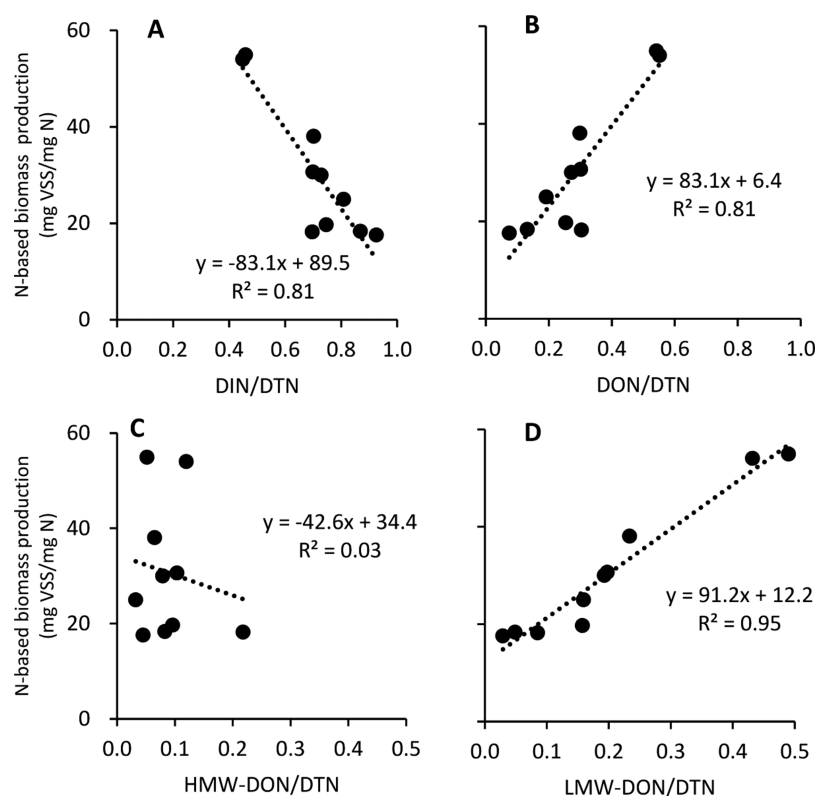 A
N-based biomass production
(mg VSS/mg N)
60
40
20
0
y = -83.1x + 89.5
R² = 0.81
0.0 0.2 0.4 0.6 0.8 1.0
DIN/DTN
B
y = 83.1x + 6.4
R² = 0.81
0.0 0.2 0.4 0.6 0.8 1.0
DON/DTN
C
N-based biomass production
(mg VSS/mg N)
60
40
20
0
y = -42.6x + 34.4
R² = 0.03
0.0 0.1 0.2 0.3 0.4 0.5
HMW-DON/DTN
D
y = 91.2x + 12.2
R² = 0.95
0.0 0.1 0.2 0.3 0.4 0.5
LMW-DON/DTN